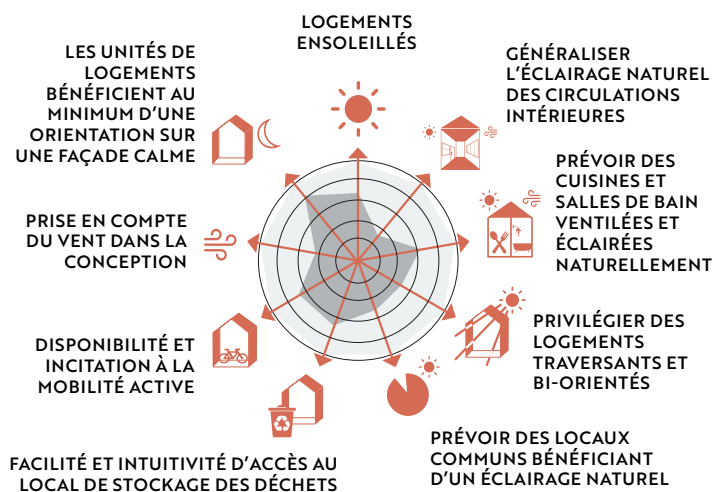 LOGEMENTS
ENSOLEILLÉS
GÉNÉRALISER
L'ÉCLAIRAGE NATUREL
DES CIRCULATIONS
INTÉRIEURES
PRÉVOIR DES
CUISINES ET
SALLES DE BAIN
VENTILÉES ET
ÉCLAIRÉES
NATURELLEMENT
PRIVILÉGIER DES
LOGEMENTS
TRAVERSANTS ET
BI-ORIENTÉS
PRÉVOIR DES LOCAUX
COMMUNS BÉNÉFICIANT
D'UN ÉCLAIRAGE NATUREL
FACILITÉ ET INTUITIVITÉ D'ACCÈS AU
LOCAL DE STOCKAGE DES DÉCHETS
DISPONIBILITÉ ET
INCITATION À LA
MOBILITÉ ACTIVE
PRISE EN COMPTE
DU VENT DANS LA
CONCEPTION
LES UNITÉS DE
LOGEMENTS
BÉNÉFICIENT AU
MINIMUM D'UNE
ORIENTATION SUR
UNE FAÇADE CALME